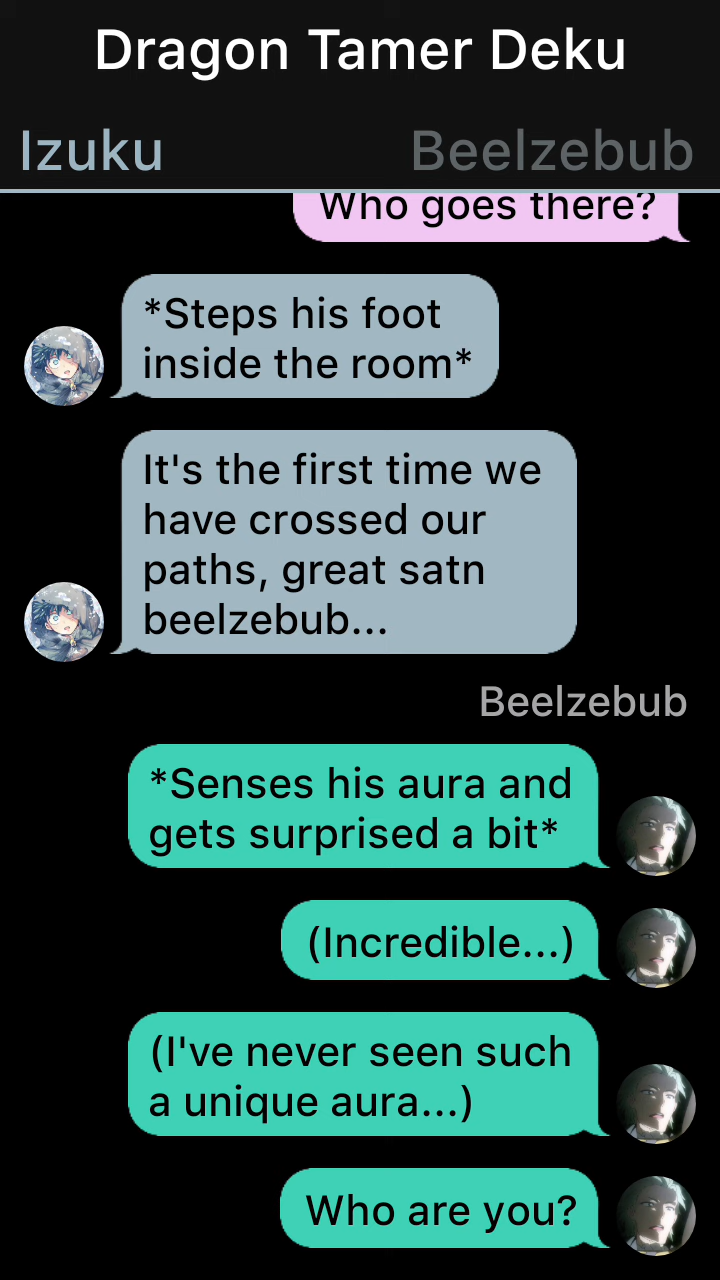 Dragon Tamer Deku
Izuku
Beelzebub
Who goes there?
*Steps his foot
inside the room*
It's the first time we
have crossed our
paths, great satn
beelzebub...
Beelzebub
*Senses his aura and
gets surprised a bit*
(Incredible...)
(I've never seen such
a unique aura...)
Who are you?